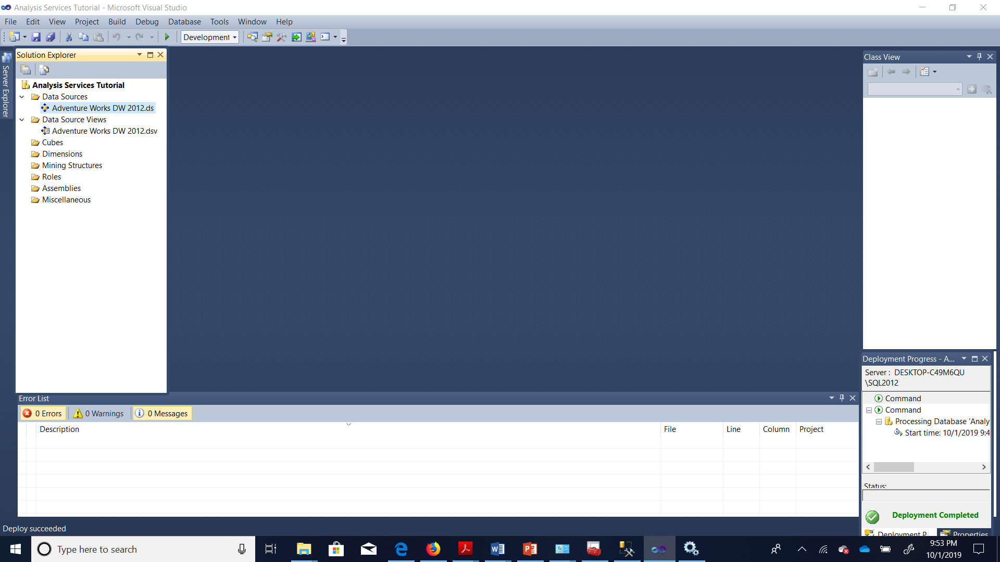 Analysis Services Tutorial - Microsoft Visual Studio
File Edit View Project Build Debug Database Tools Window Help
Development
Server Explorer
Solution Explorer
Analysis Services Tutorial
Data Sources
Adventure Works DW 2012.ds
Data Source Views
Adventure Works DW 2012.dsv
Cubes
Dimensions
Mining Structures
Roles
Assemblies
Miscellaneous
Class View
Error List
0 Errors 0 Warnings 0 Messages
Description File Line Column Project
Deployment Progress - A...
Server : DESKTOP-C49M6QU
\SQL2012
Command
Command
Processing Database 'Analy
Start time: 10/1/2019 9:4
Status:
Deployment Completed
Deployment P... Properties
Deploy succeeded
Type here to search
9:53 PM
10/1/2019